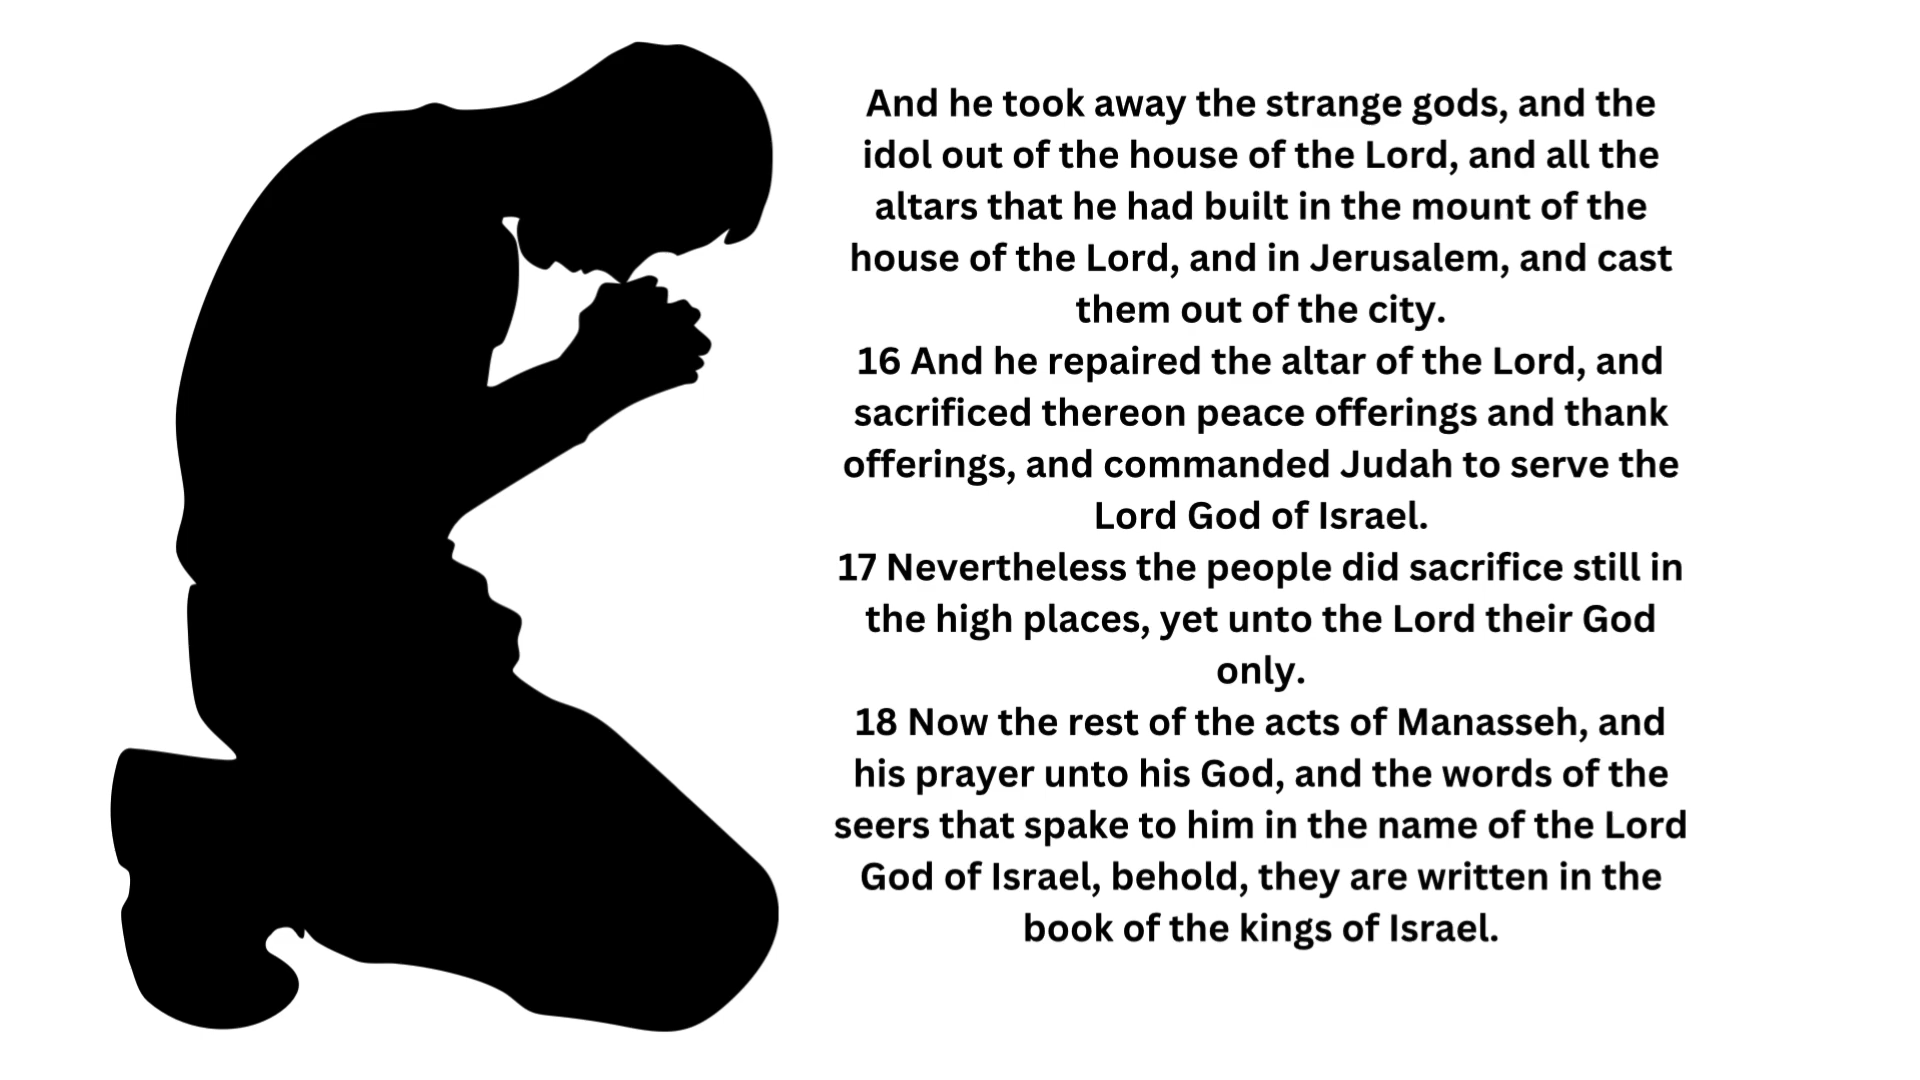 And he took away the strange gods, and the
idol out of the house of the Lord, and all the
altars that he had built in the mount of the
house of the Lord, and in Jerusalem, and cast
them out of the city.
16 And he repaired the altar of the Lord, and
sacrificed thereon peace offerings and thank
offerings, and commanded Judah to serve the
Lord God of Israel.
17 Nevertheless the people did sacrifice still in
the high places, yet unto the Lord their God
only.
18 Now the rest of the acts of Manasseh, and
his prayer unto his God, and the words of the
seers that spake to him in the name of the Lord
God of Israel, behold, they are written in the
book of the kings of Israel.